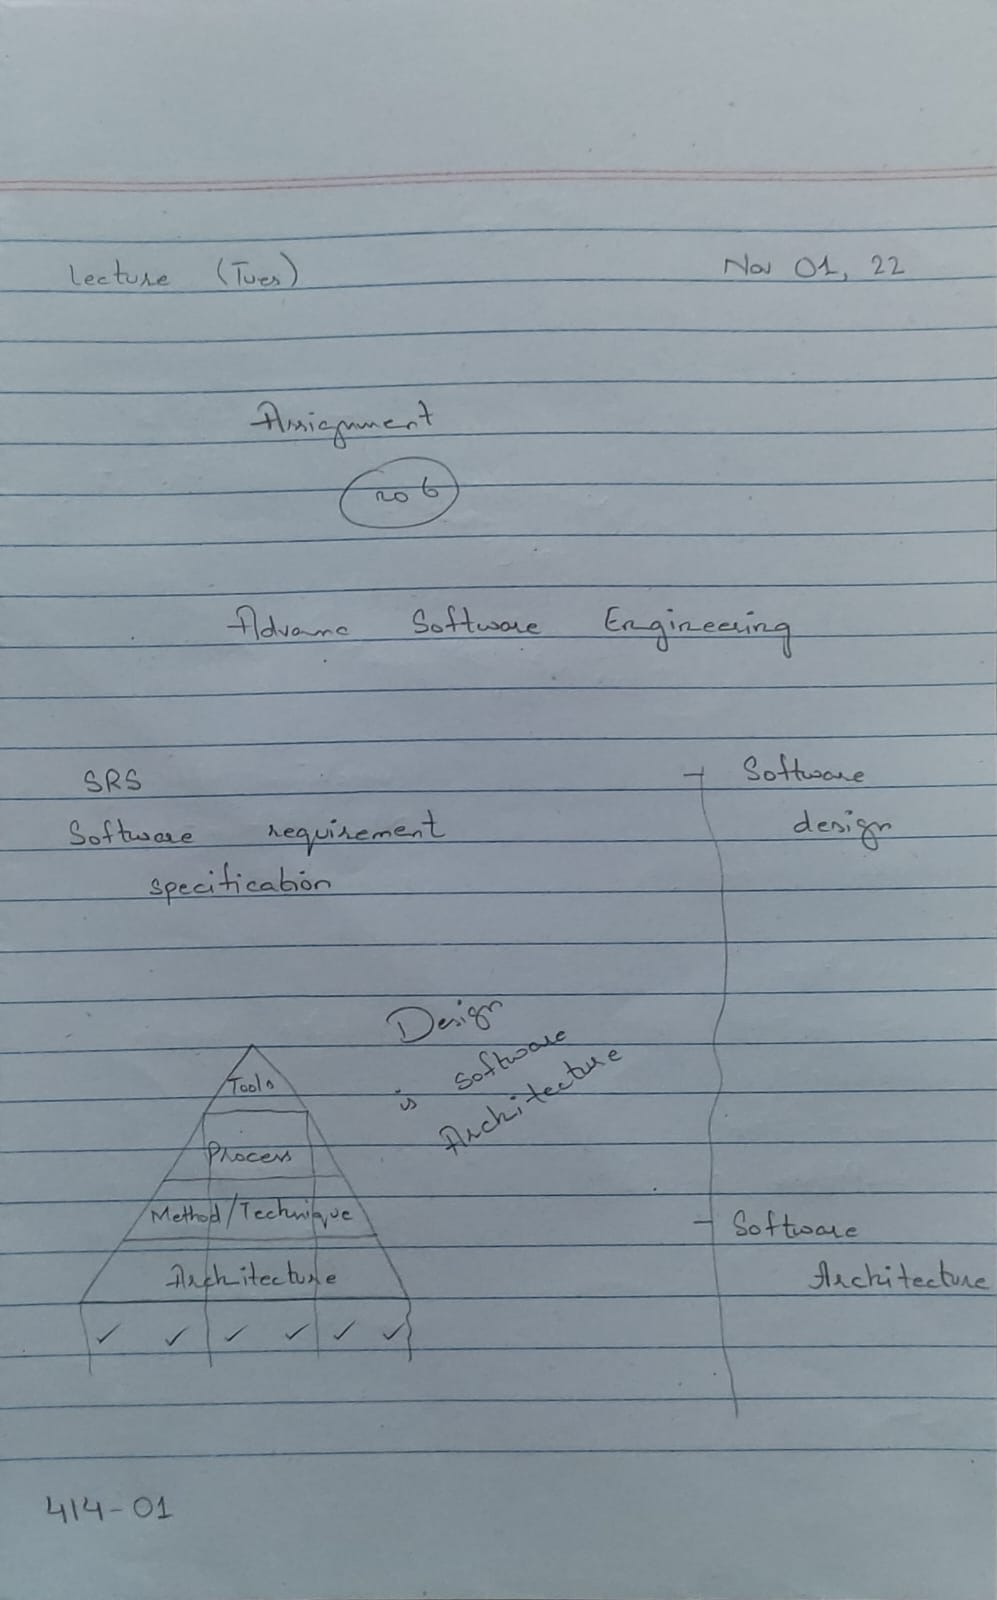 Lecture (Tues)
Nov 01, 22
Assignment
no 6
Advanc Software Engineering
SRS
Software requirement
specification
Software
design
Design
is Software
Architecture
Tools
Process
Method/Technique
Architecture
Software
Architecture
414-01